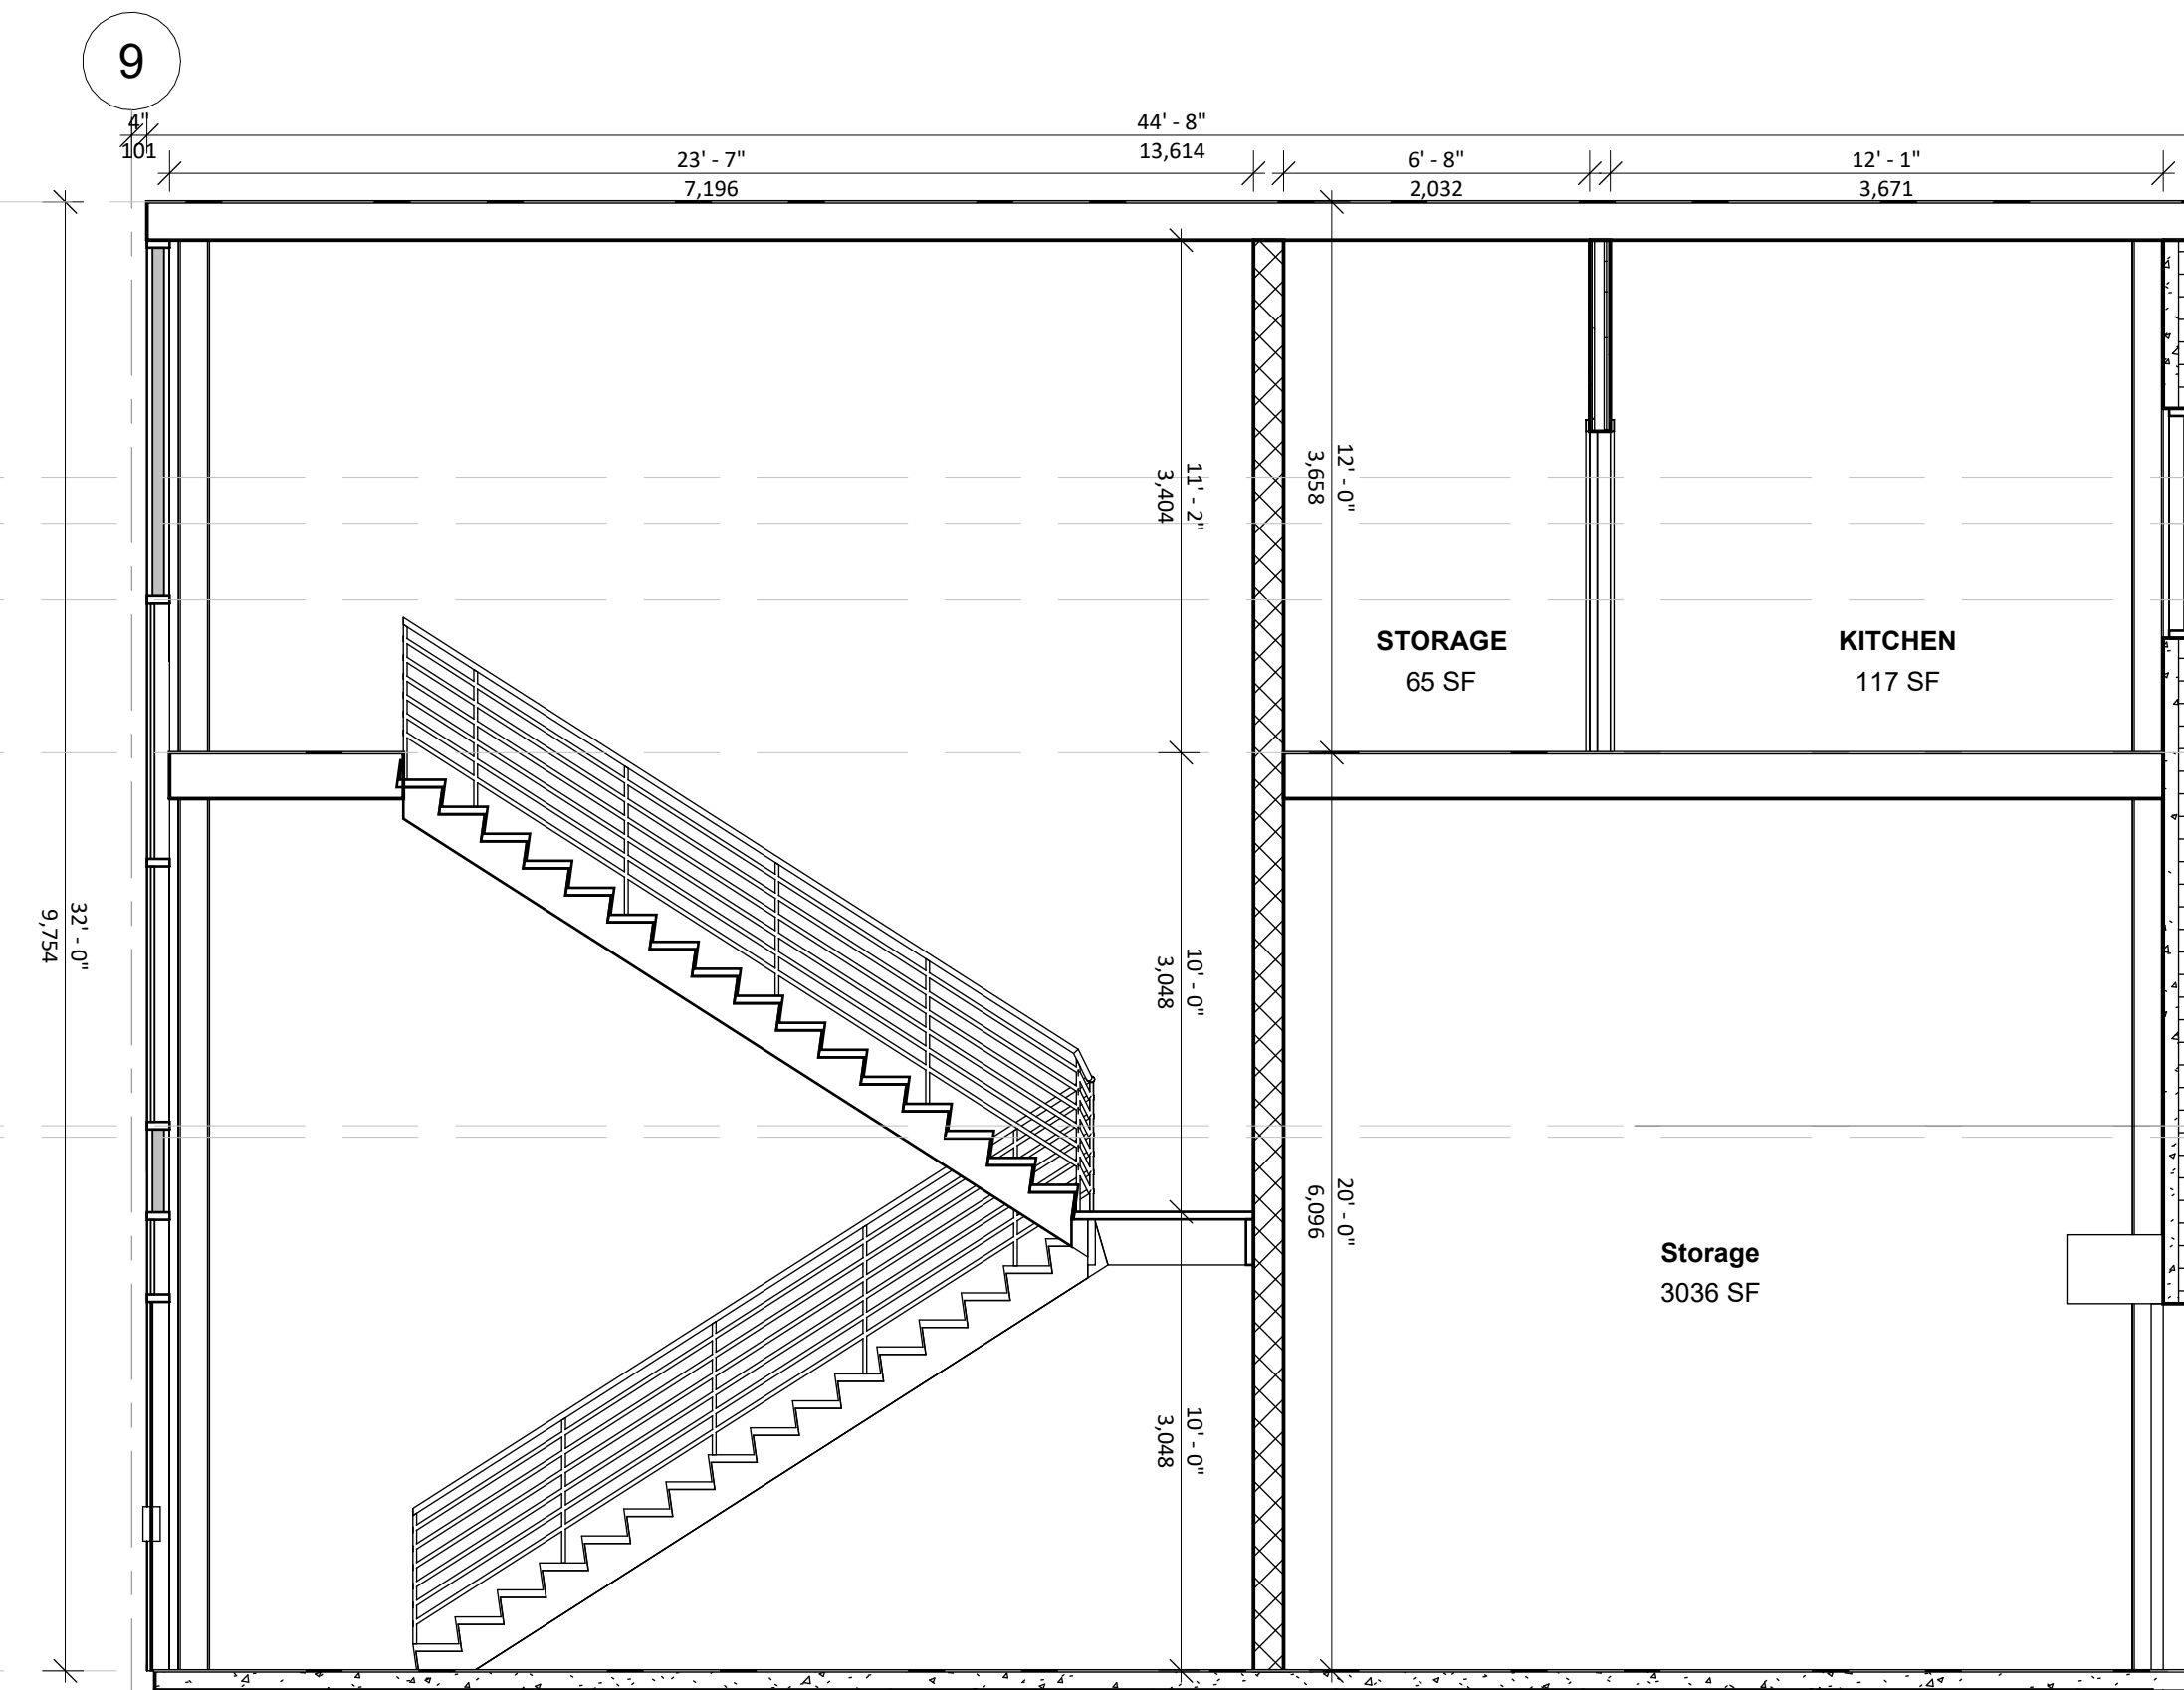 9
4"
101
44' - 8"
13,614
23' - 7"
7,196
6' - 8"
2,032
12' - 1"
3,671
11' - 2"
3,404
12' - 0"
3,658
STORAGE
65 SF
KITCHEN
117 SF
32' - 0"
9,754
10' - 0"
3,048
20' - 0"
6,096
Storage
3036 SF
10' - 0"
3,048